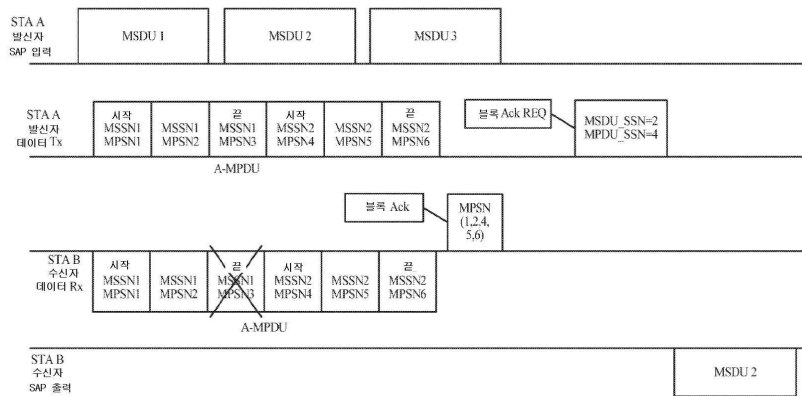 STA A
발신자
SAP 입력
MSDU 1
MSDU 2
MSDU 3
STA A
발신자
데이터 Tx
시작
MSSN1
MPSN1
MSSN1
MPSN2
끝
MSSN1
MPSN3
시작
MSSN2
MPSN4
MSSN2
MPSN5
끝
MSSN2
MPSN6
A-MPDU
블록 Ack REQ
MSDU_SSN=2
MPDU_SSN=4
블록 Ack
MPSN
(1,2.4,
5,6)
STA B
수신자
데이터 Rx
시작
MSSN1
MPSN1
MSSN1
MPSN2
끝
MSSN1
MPSN3
시작
MSSN2
MPSN4
MSSN2
MPSN5
끝
MSSN2
MPSN6
A-MPDU
STA B
수신자
SAP 출력
MSDU 2